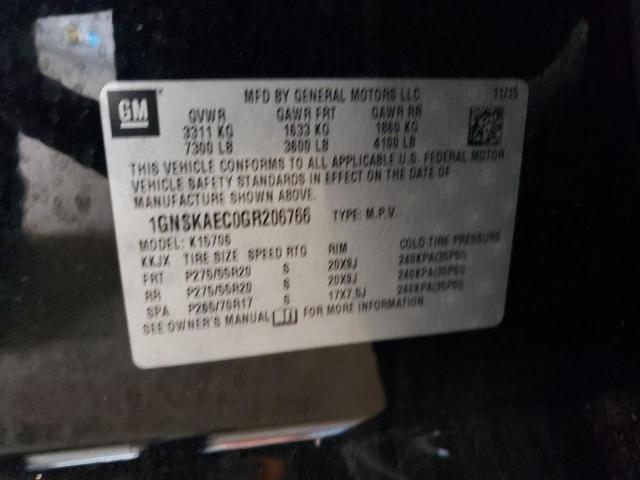 GM
MFD BY GENERAL MOTORS LLC 11/15
GVWR GAWR FRT GAWR RR
3311 KG 1633 KG 1860 KG
7300 LB 3600 LB 4100 LB
THIS VEHICLE CONFORMS TO ALL APPLICABLE U.S. FEDERAL MOTOR
VEHICLE SAFETY STANDARDS IN EFFECT ON THE DATE OF
MANUFACTURE SHOWN ABOVE.
1GNSKAEC0GR206766 TYPE: M.P.V.
MODEL: K15706
KKJX TIRE SIZE SPEED RTG RIM COLD TIRE PRESSURE
FRT P275/55R20 S 20X9J 240KPA(35PSI)
RR P275/55R20 S 20X9J 240KPA(35PSI)
SPA P265/70R17 S 17X7.5J 240KPA(35PSI)
SEE OWNER'S MANUAL FOR MORE INFORMATION.